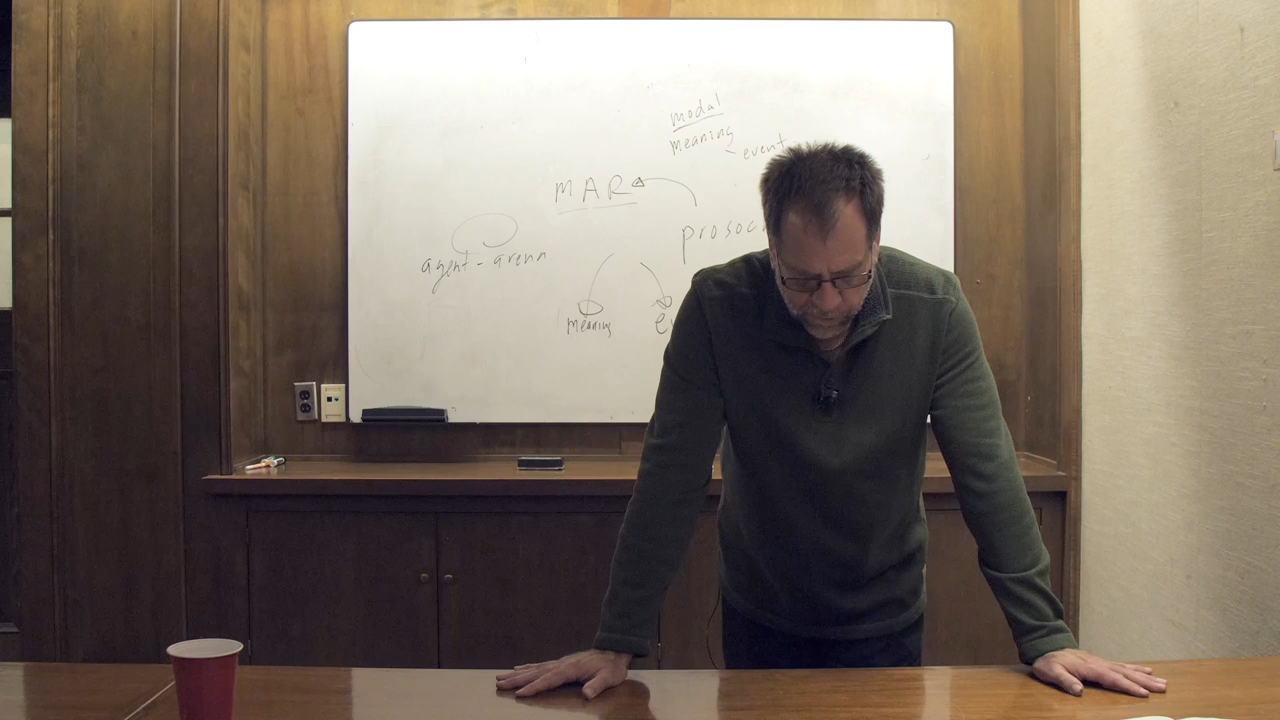 modal
meaning
- event
MAR
prosoc
agent - arena
meaning